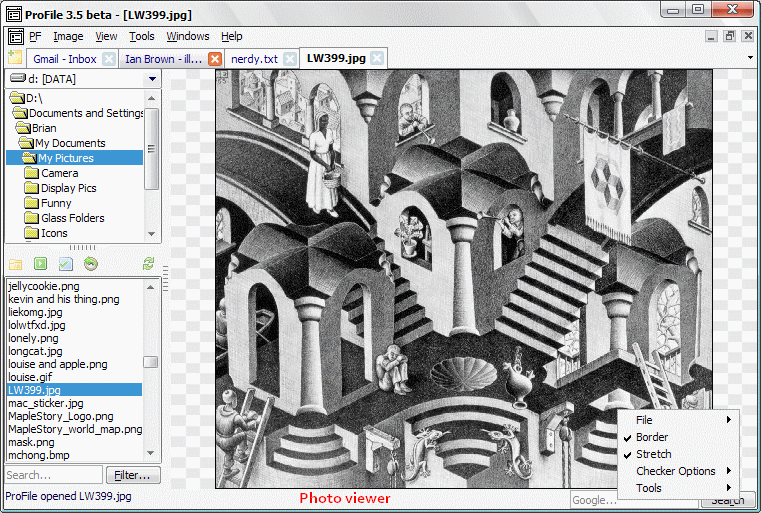 ProFile 3.5 beta - [LW399.jpg]
PF Image View Tools Windows Help
Gmail - Inbox Ian Brown - ill... nerdy.txt LW399.jpg
d: [DATA]
D:\
Documents and Settings
Brian
My Documents
My Pictures
Camera
Display Pics
Funny
Glass Folders
Icons
jellycookie.png
kevin and his thing.png
liekomg.jpg
lolwtfxd.jpg
lonely.png
longcat.jpg
louise and apple.png
louise.gif
LW399.jpg
mac_sticker.jpg
MapleStory_Logo.png
MapleStory_world_map.png
mask.png
mchong.bmp
Search... Filter...
ProFile opened LW399.jpg
Photo viewer
File
Border
Stretch
Checker Options
Tools
Google... Search